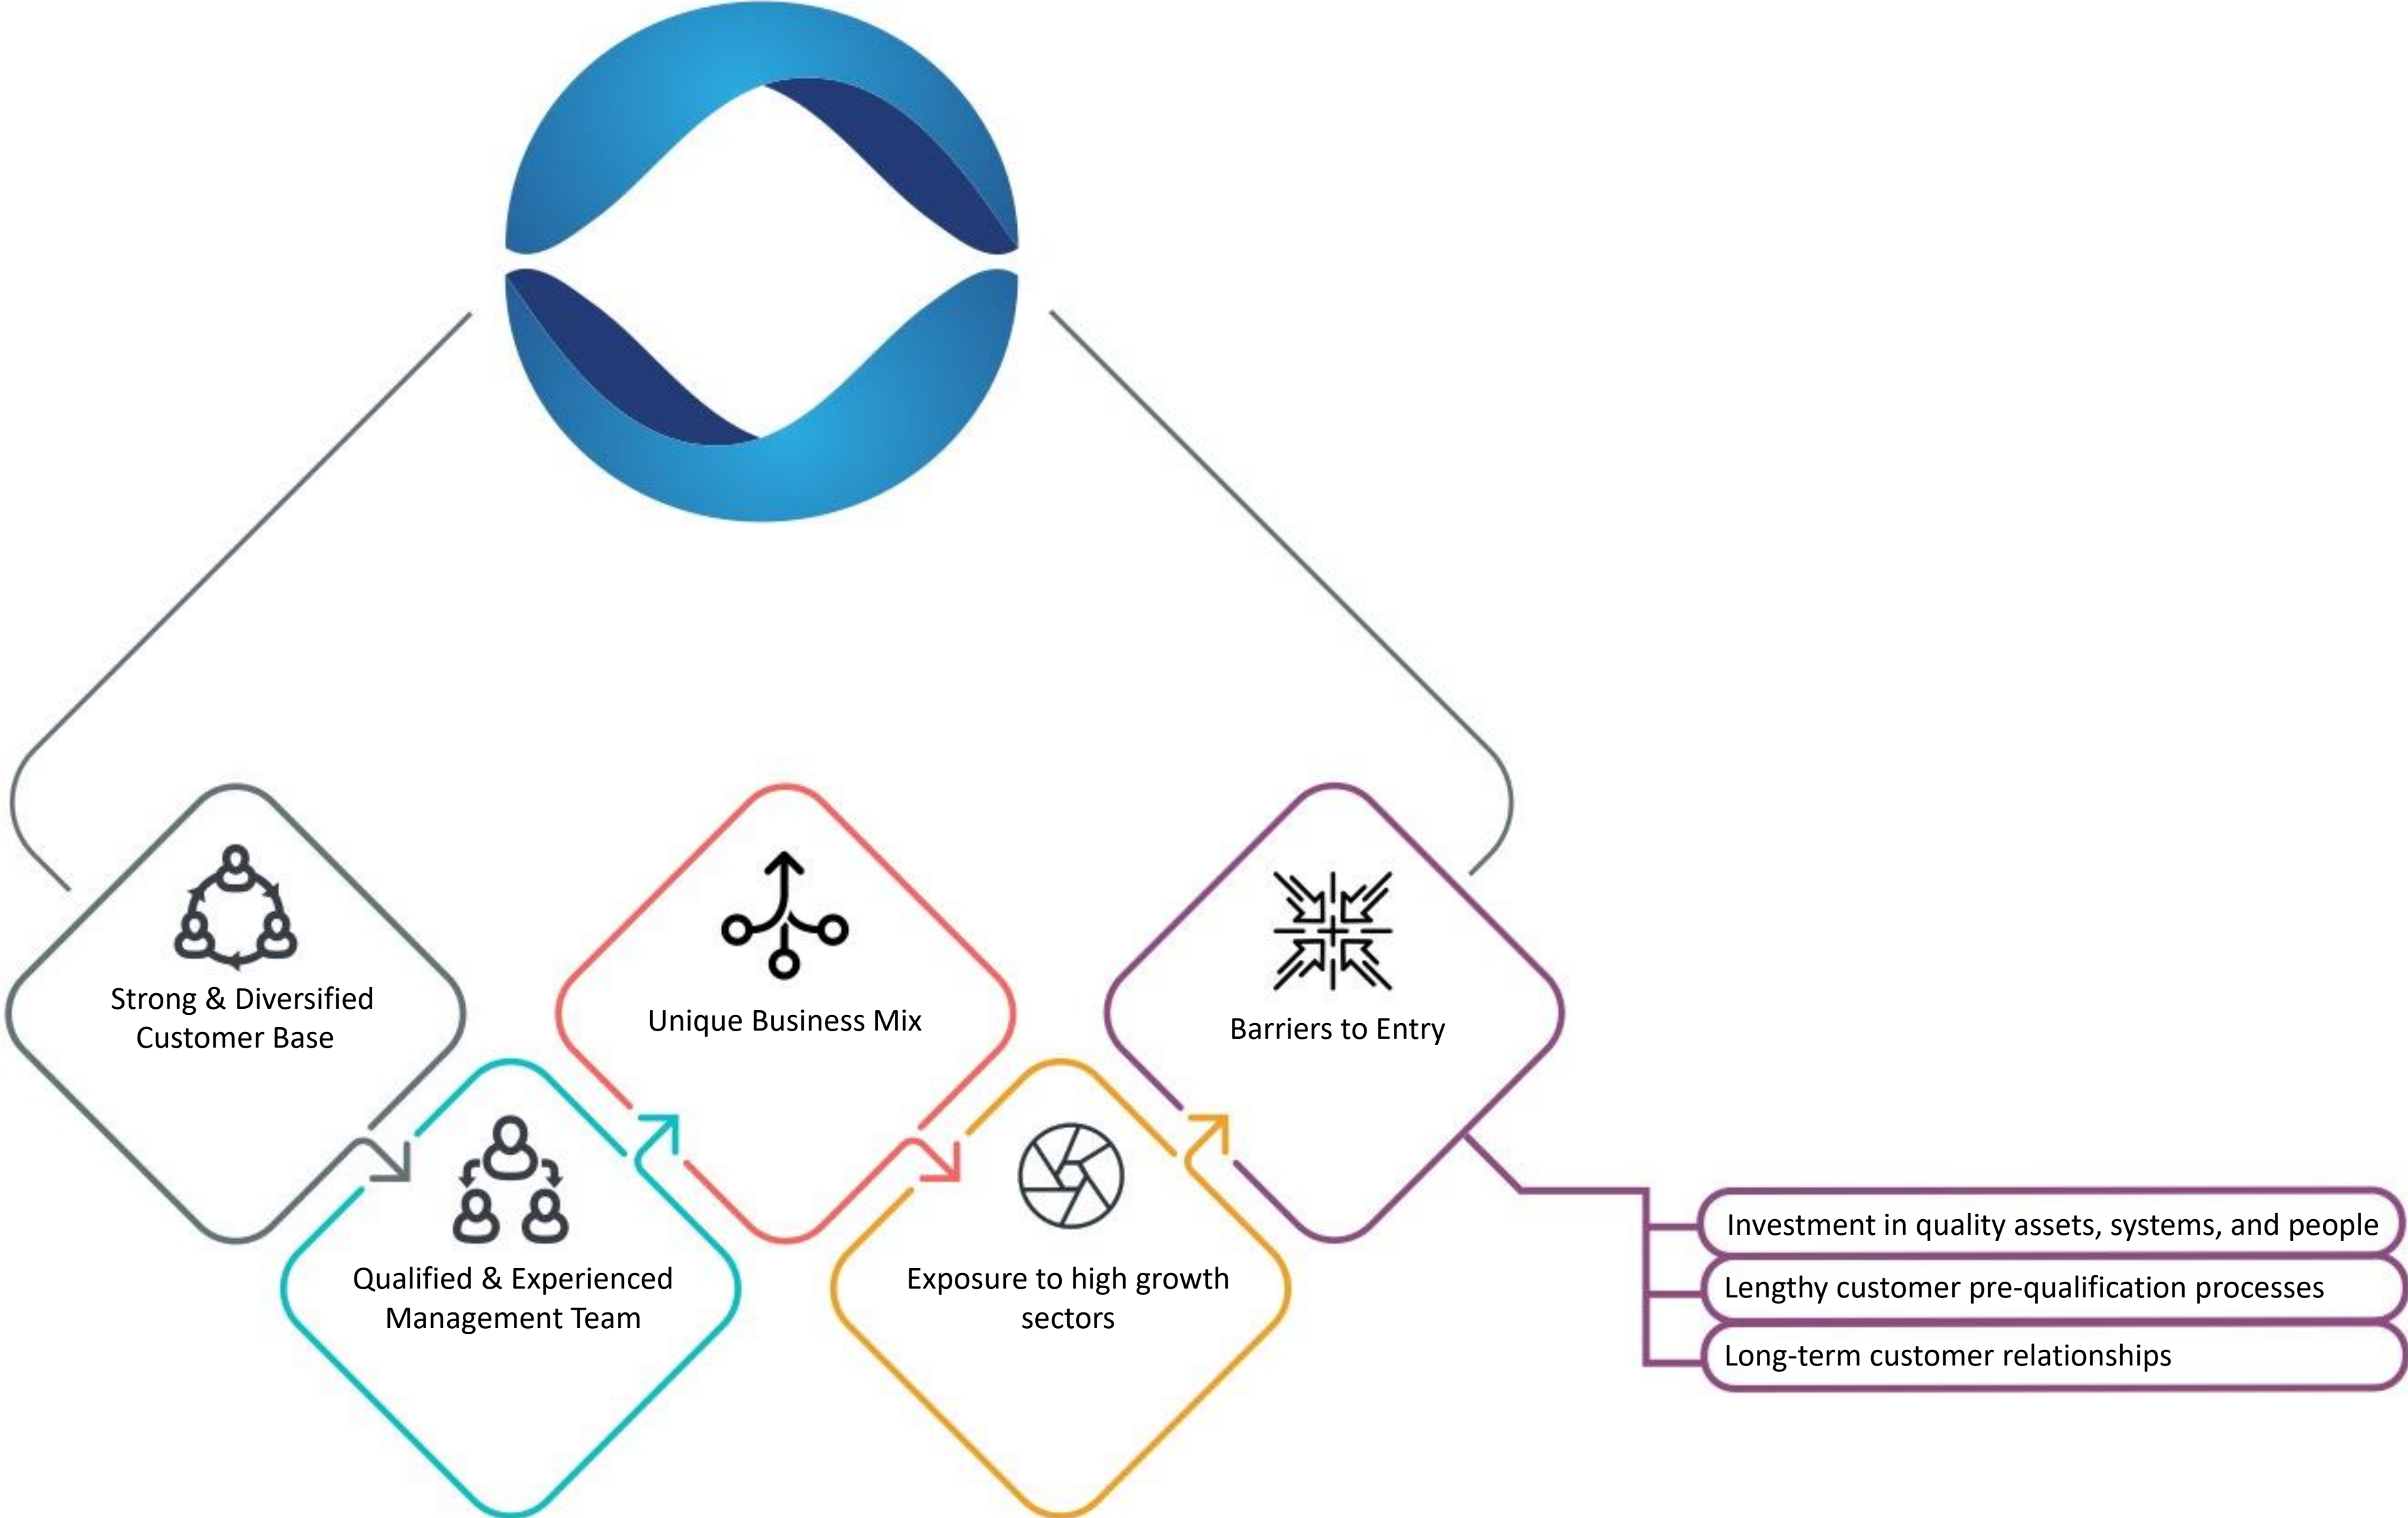 Strong & Diversified
Customer Base
Unique Business Mix
Barriers to Entry
Qualified & Experienced
Management Team
Exposure to high growth
sectors
Investment in quality assets, systems, and people
Lengthy customer pre-qualification processes
Long-term customer relationships